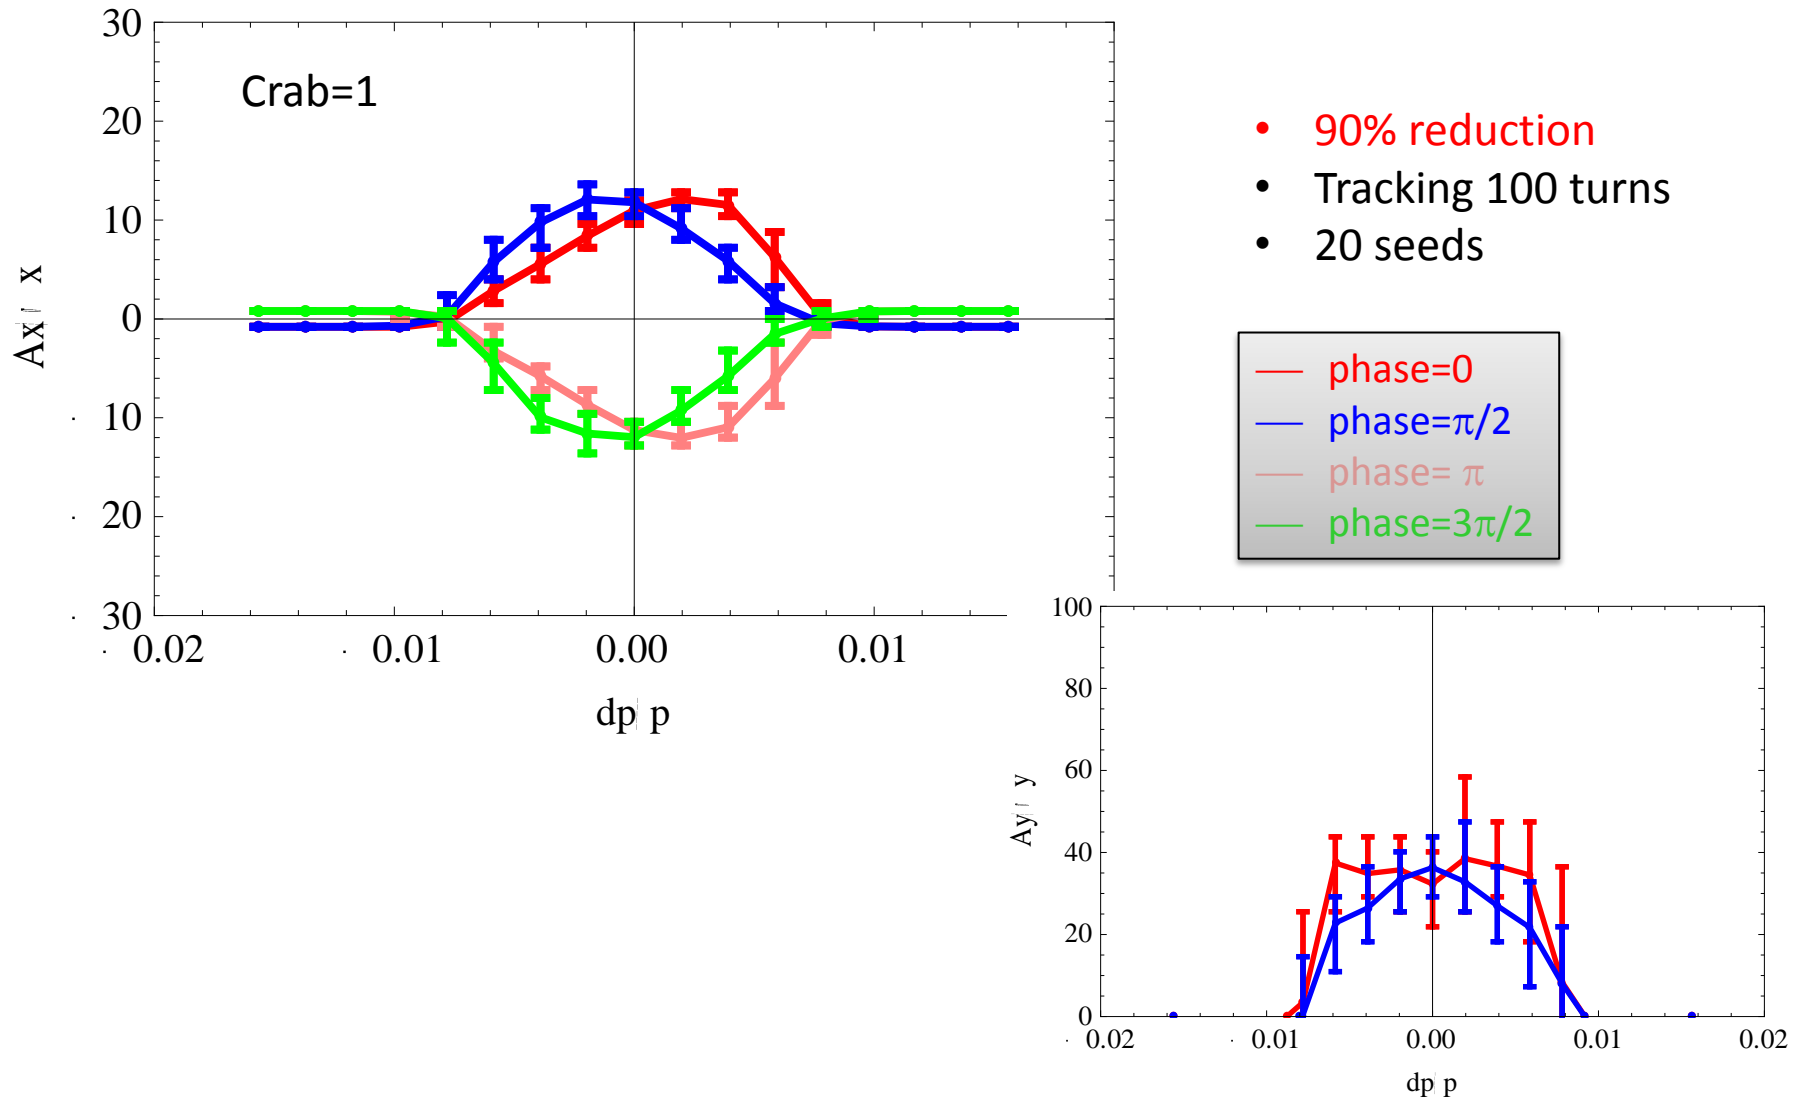 30
Crab=1
20
10
0
10
20
30
Ax x
. 0.02
. 0.01
0.00
0.01
dp p
• 90% reduction
• Tracking 100 turns
• 20 seeds
phase=0
phase=π/2
phase= π
phase=3π/2
100
80
60
40
20
0
Ay y
. 0.02
. 0.01
0.00
0.01
0.02
dp p